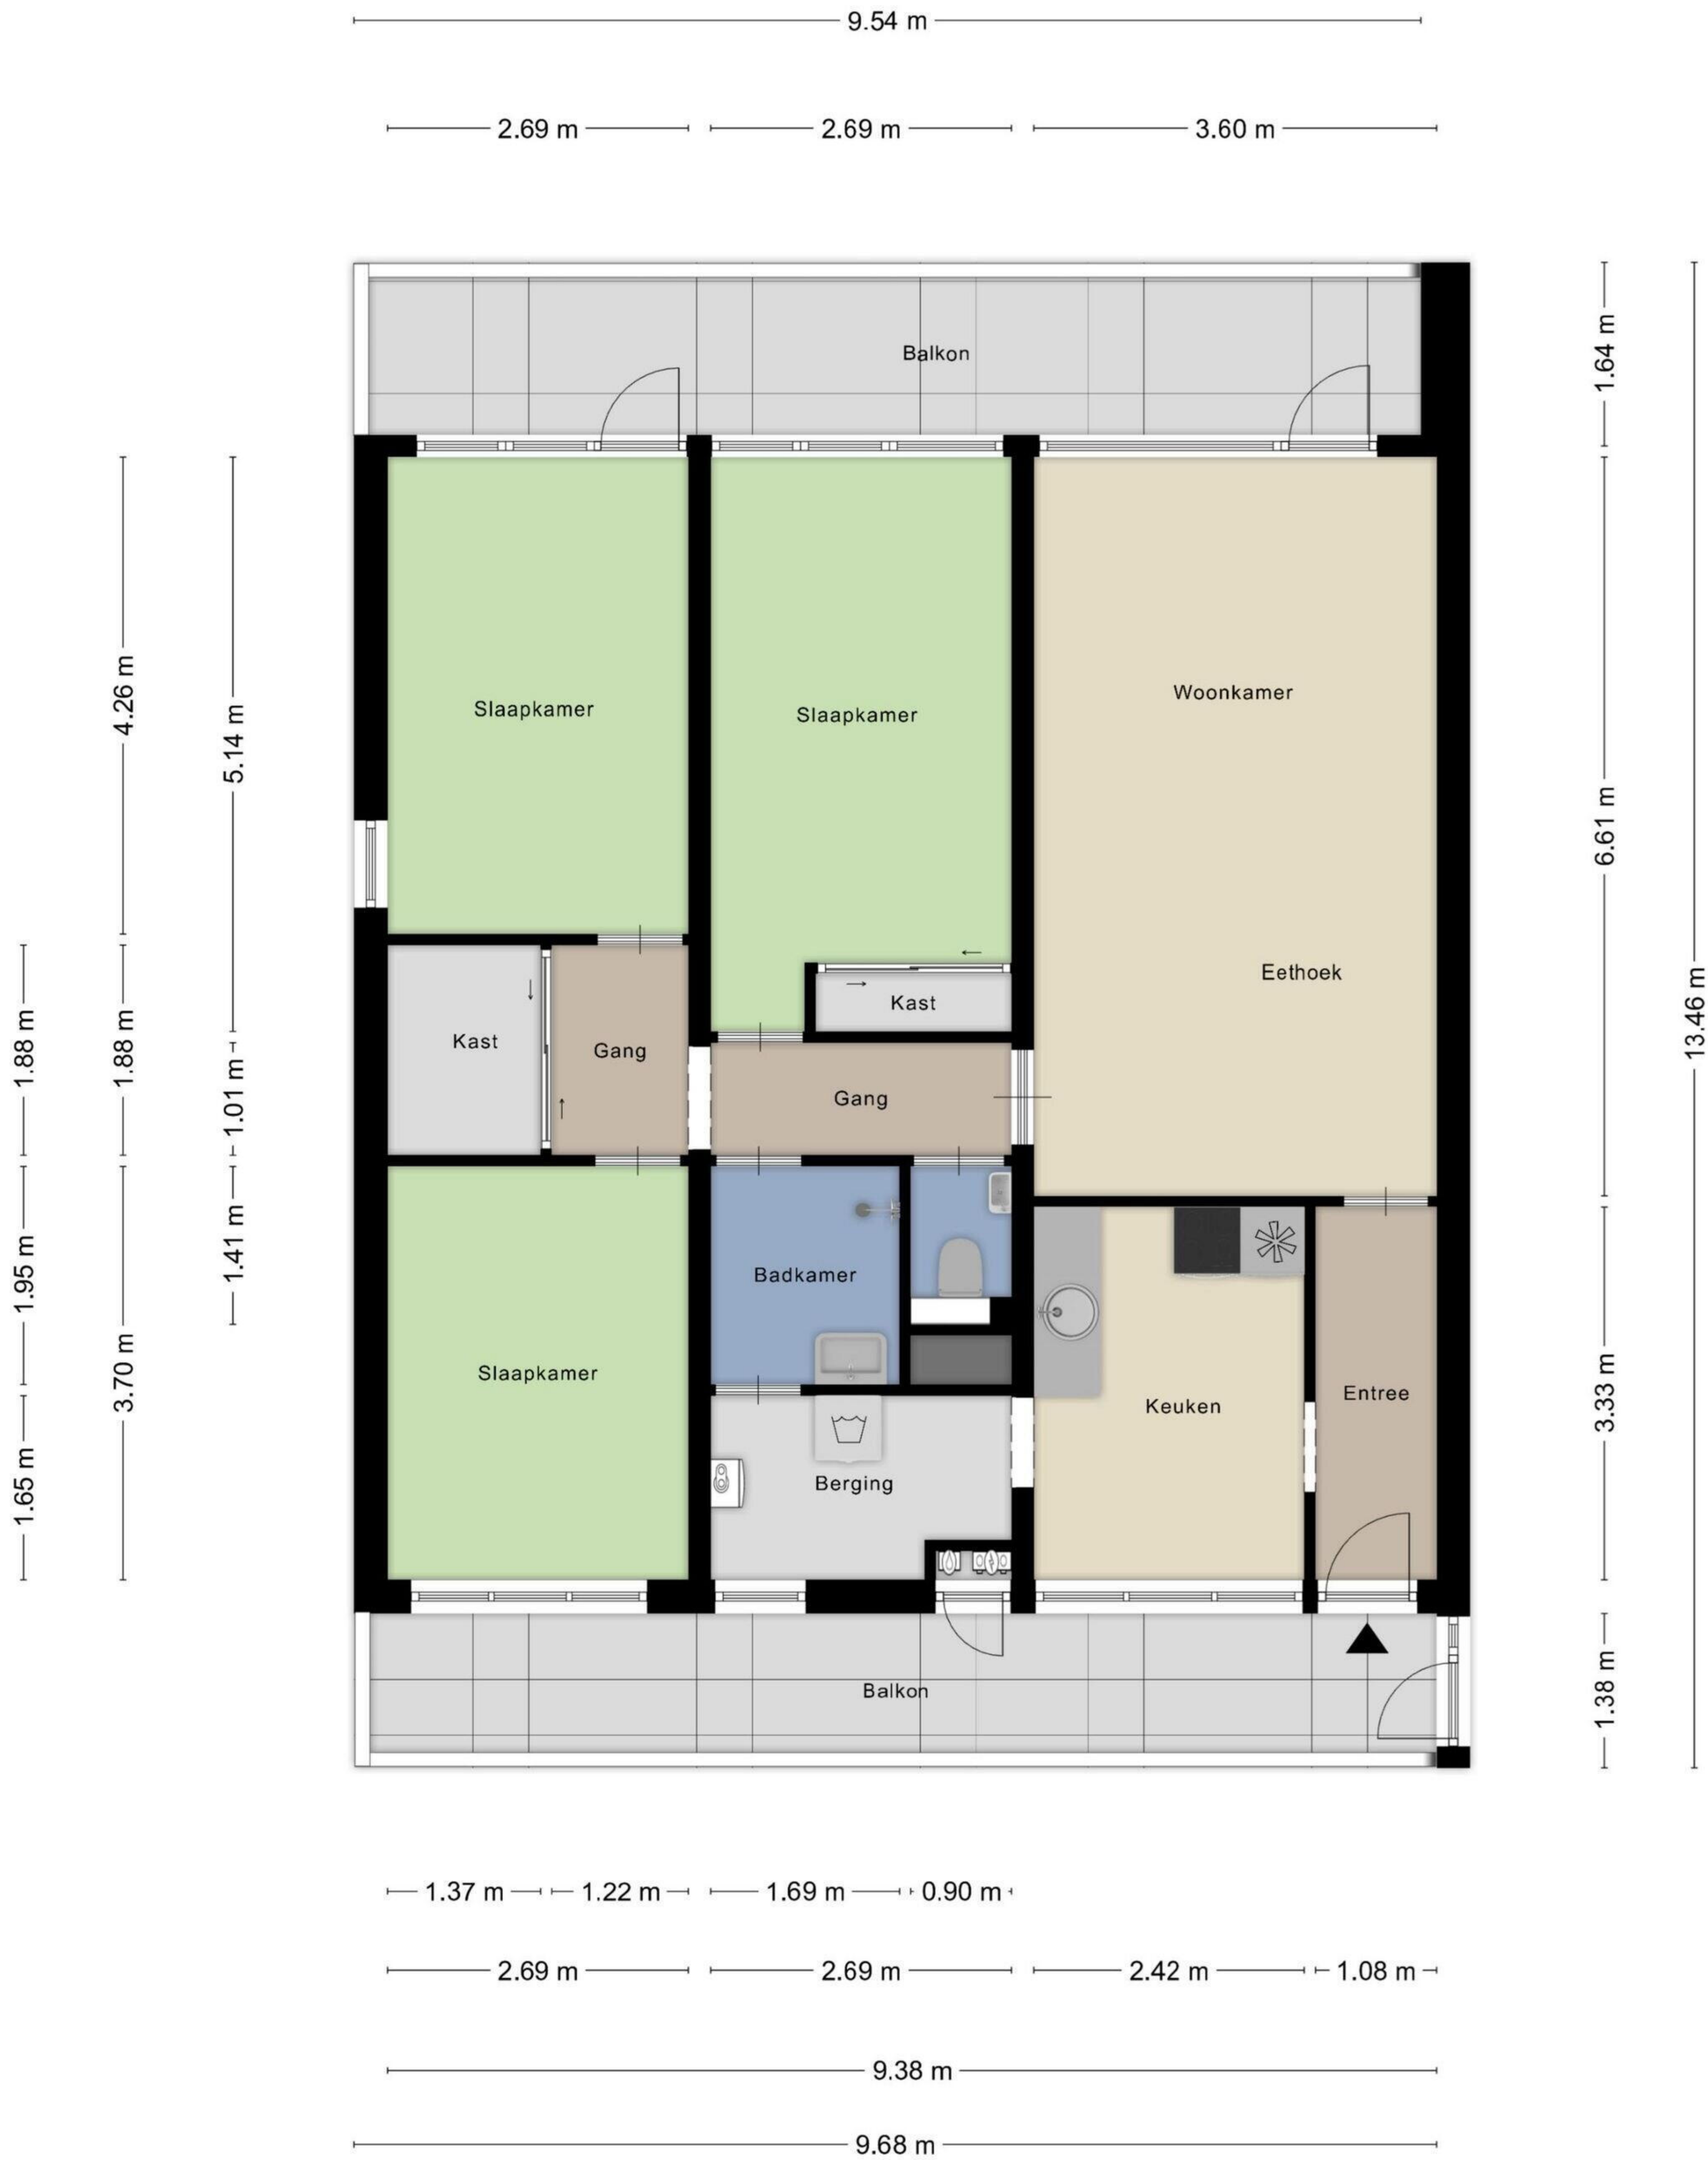 9.54 m
2.69 m
2.69 m
3.60 m
Balkon
1.64 m
4.26 m
5.14 m
6.61 m
13.46 m
Slaapkamer
Slaapkamer
Woonkamer
Eethoek
Kast
Kast
Gang
Gang
1.88 m
1.88 m
1.01 m
1.41 m
1.95 m
3.70 m
1.65 m
Badkamer
Slaapkamer
Keuken
Entree
Berging
3.33 m
Balkon
1.38 m
1.37 m
1.22 m
1.69 m
0.90 m
2.69 m
2.69 m
2.42 m
1.08 m
9.38 m
9.68 m